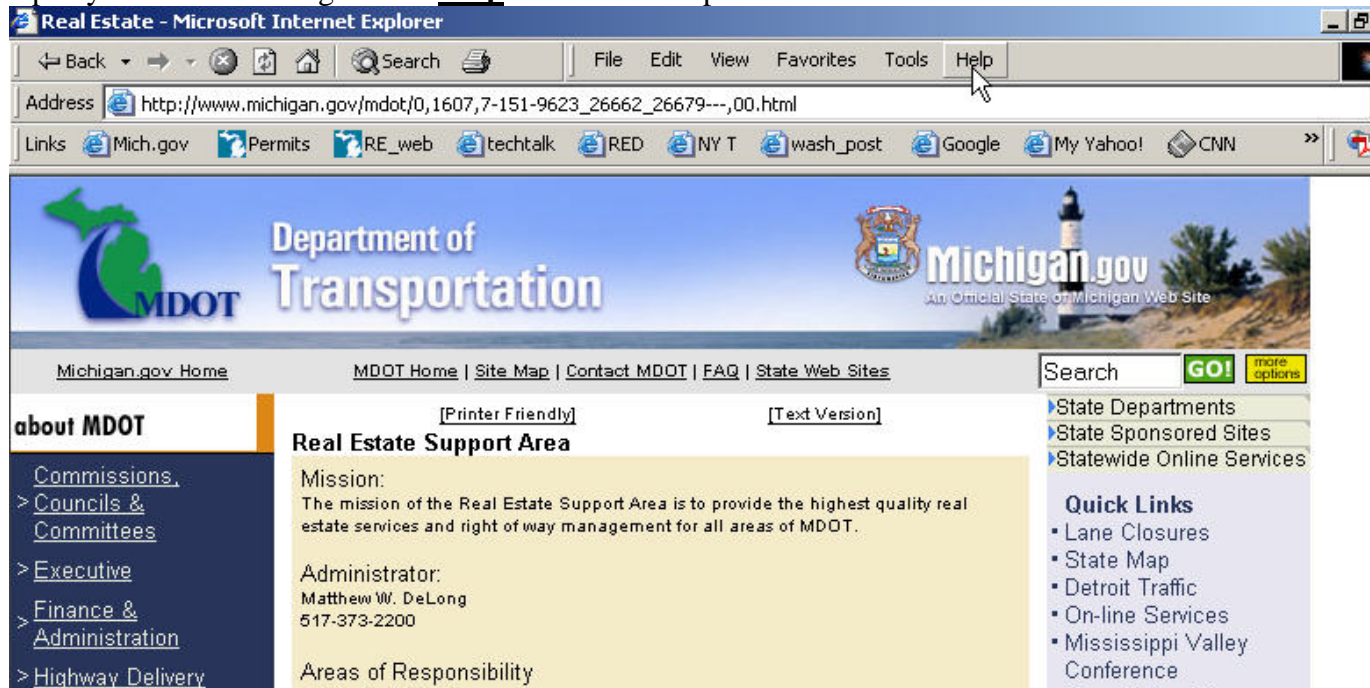 Real Estate - Microsoft Internet Explorer
Back Search File Edit View Favorites Tools Help
Address http://www.michigan.gov/mdot/0,1607,7-151-9623_26662_26679---,00.html
Links Mich.gov Permits RE_web techtalk RED NY T wash_post Google My Yahoo! CNN »
MDOT
Department of
Transportation
Michigan.gov
An Official State of Michigan Web Site
Michigan.gov Home
MDOT Home | Site Map | Contact MDOT | FAQ | State Web Sites
Search GO! more options
about MDOT
> Commissions,
Councils &
Committees
> Executive
> Finance &
Administration
> Highway Delivery
[Printer Friendly] [Text Version]
Real Estate Support Area
Mission:
The mission of the Real Estate Support Area is to provide the highest quality real
estate services and right of way management for all areas of MDOT.
Administrator:
Matthew W. DeLong
517-373-2200
Areas of Responsibility
State Departments
State Sponsored Sites
Statewide Online Services
Quick Links
▪ Lane Closures
▪ State Map
▪ Detroit Traffic
▪ On-line Services
▪ Mississippi Valley
Conference